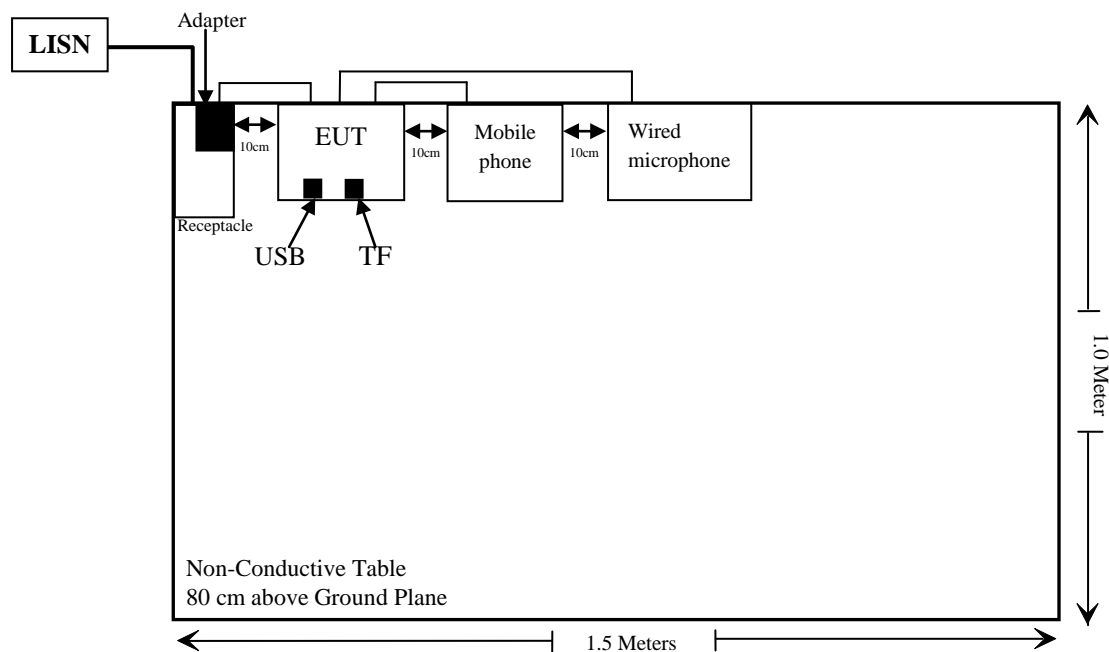 Adapter
LISN
EUT
Mobile
phone
Wired
microphone
10cm
10cm
10cm
Receptacle
USB
TF
1.0 Meter
Non-Conductive Table
80 cm above Ground Plane
1.5 Meters